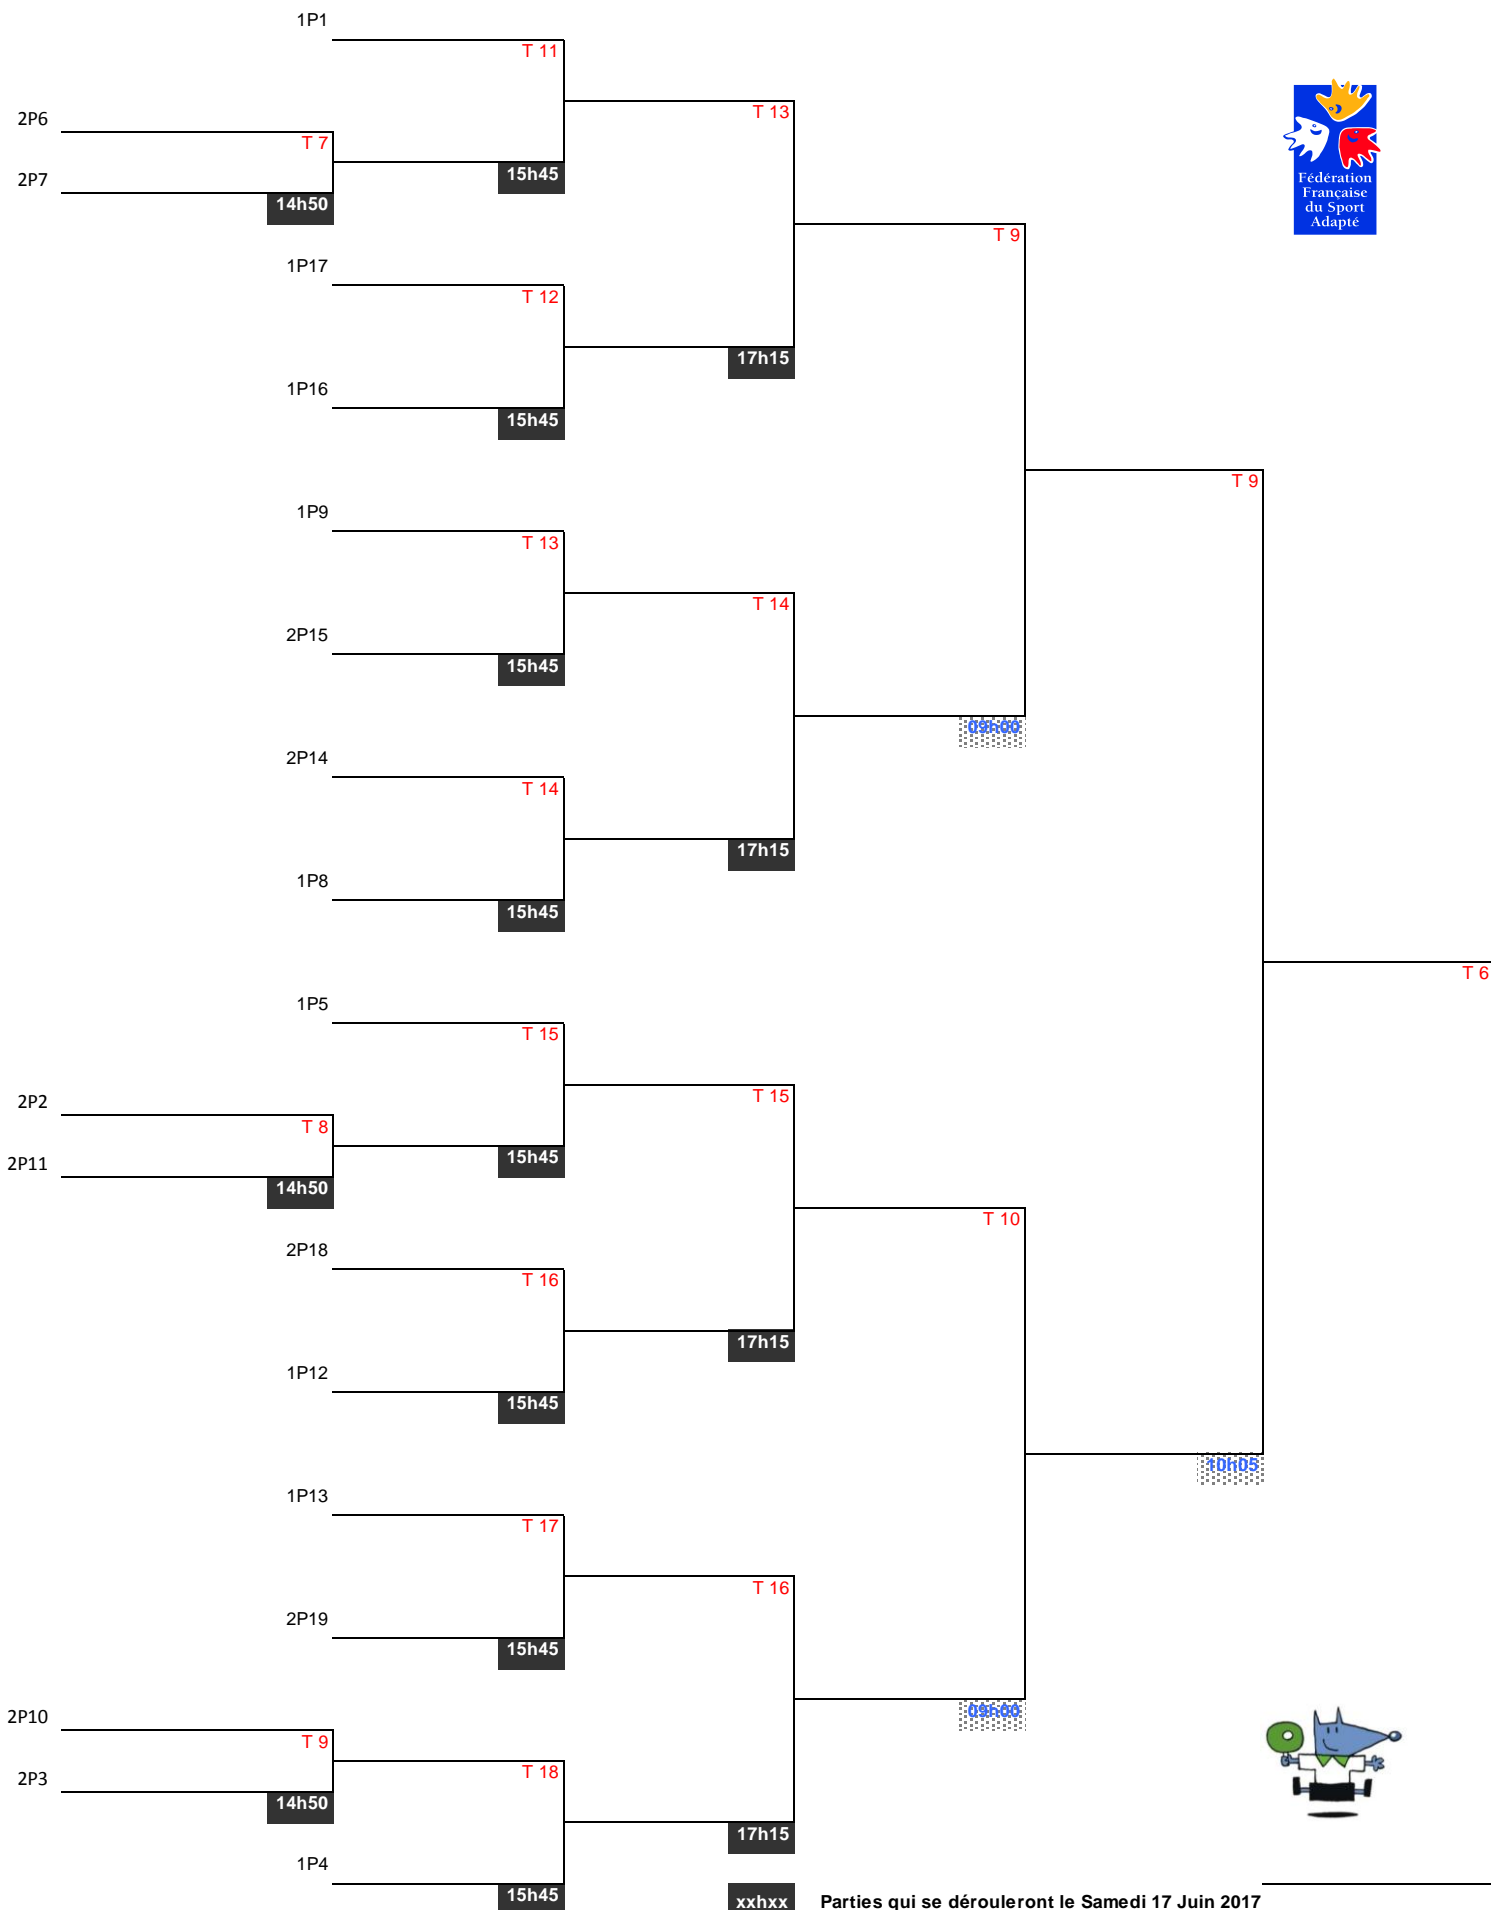 1P1
T 11
2P6
T 13
T 7
2P7
15h45
14h50
Fédération
Française
du Sport
Adapté
T 9
1P17
T 12
17h15
1P16
15h45
T 9
1P9
T 13
T 14
2P15
15h45
09h00
2P14
T 14
17h15
1P8
15h45
T 6
1P5
T 15
2P2
T 15
T 8
2P11
15h45
14h50
T 10
2P18
T 16
17h15
1P12
15h45
10h05
1P13
T 17
T 16
2P19
15h45
2P10
09h00
T 9
2P3
T 18
14h50
17h15
1P4
15h45
xxhxx Parties qui se dérouleront le Samedi 17 Juin 2017